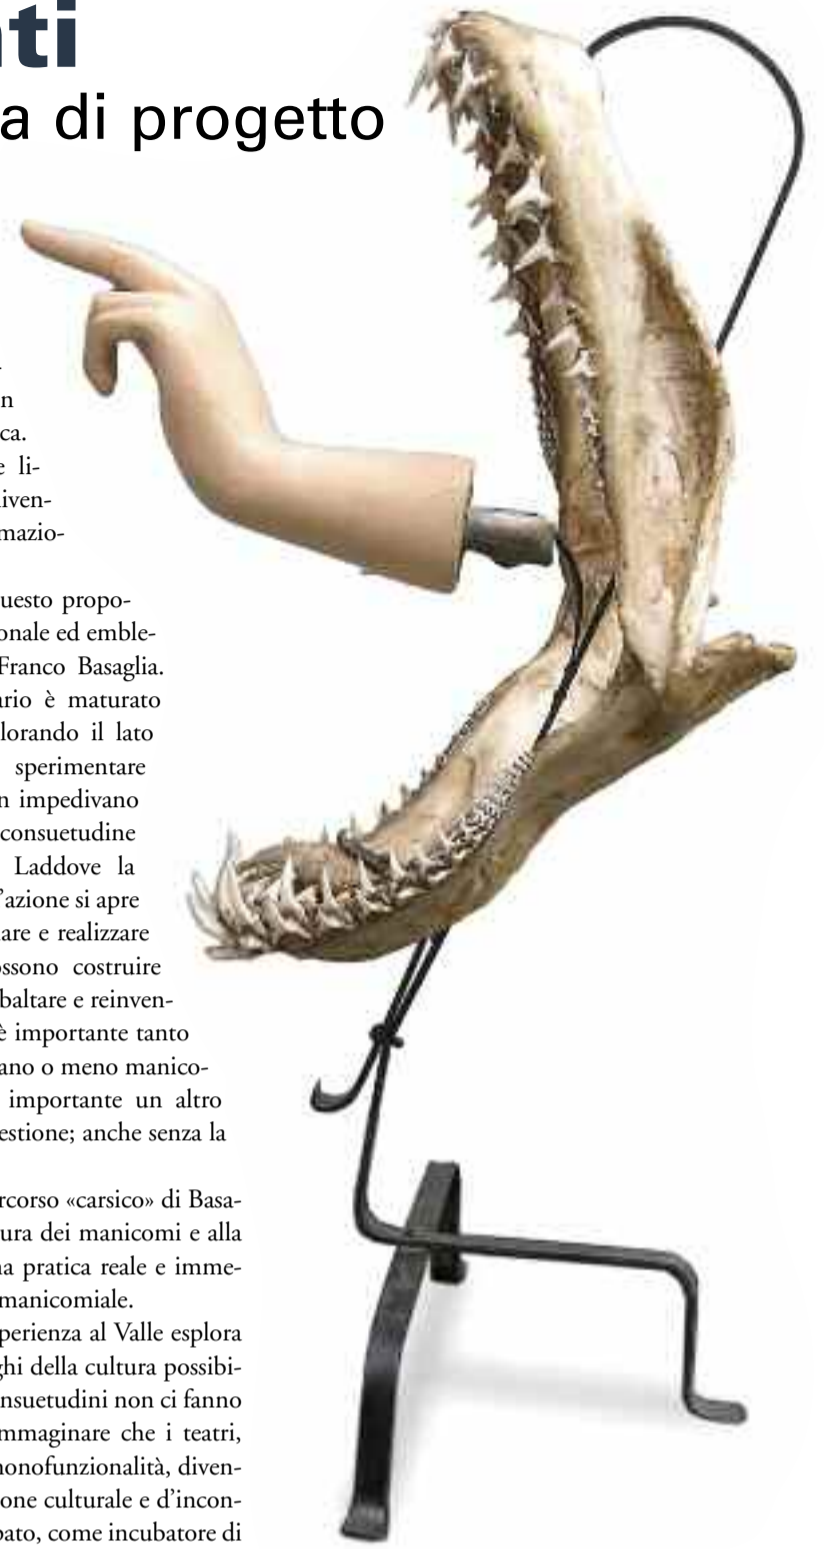 ti
a di progetto
n
ca.
e li-
iven-
mazio-
uesto propo-
onale ed emble-
Franco Basaglia.
ario è maturato
lorando il lato
sperimentare
n impedivano
consuetudine
Laddove la
’azione si apre
are e realizzare
ossono costruire
baltare e reinven-
è importante tanto
ano o meno manico-
importante un altro
estione; anche senza la
rcorso «carsico» di Basa-
ura dei manicomi e alla
na pratica reale e imme-
manicomiale.
perienza al Valle esplora
ghi della cultura possibi-
nsuetudini non ci fanno
mmaginare che i teatri,
monofunzionalità, diven-
one culturale e d’incon-
pato, come incubatore di